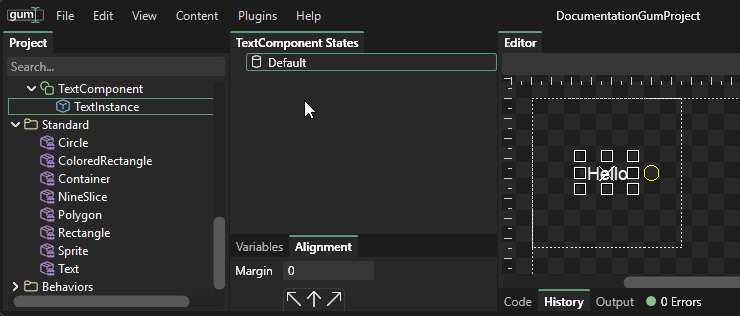 gum File Edit View Content Plugins Help DocumentationGumProject
Project TextComponent States Editor
Search...
Default
TextComponent
TextInstance
Standard
Circle
ColoredRectangle
Container
NineSlice
Polygon
Rectangle
Sprite
Text
Behaviors
Variables Alignment
Margin 0
Hello
Code History Output 0 Errors